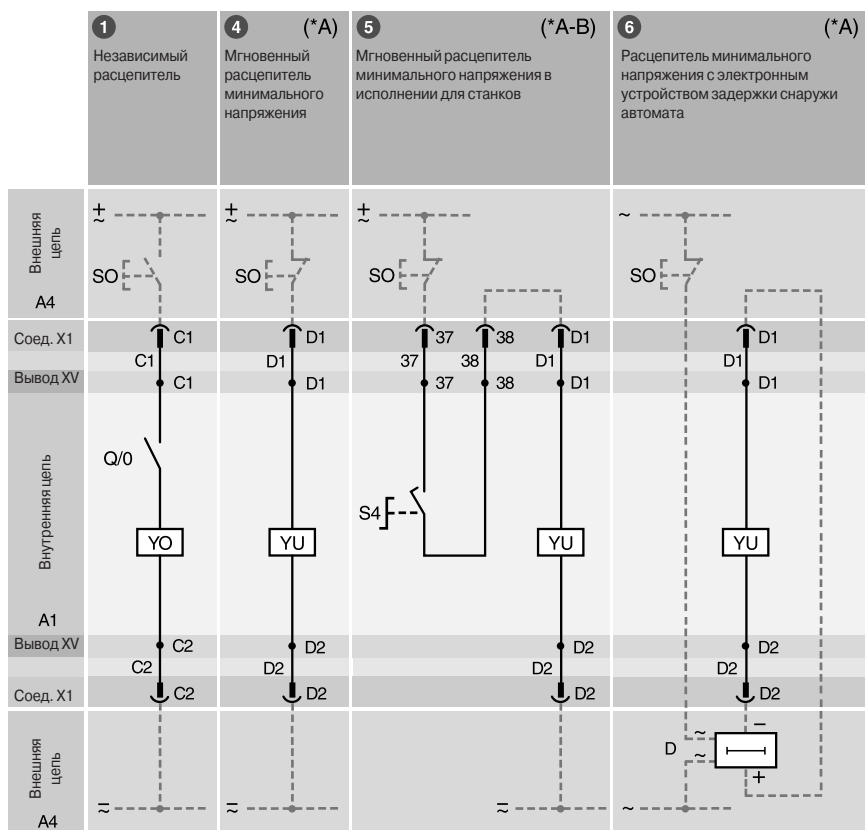 1
Независимый
расцепитель
4 (*A)
Мгновенный
расцепитель
минимального
напряжения
5 (*A-B)
Мгновенный расцепитель
минимального напряжения в
исполнении для станков
6 (*A)
Расцепитель минимального
напряжения с электронным
устройством задержки снаружи
автомата
Внешняя
цепь
A4
SO SO SO SO
Соед. X1
C1 D1 37 38 D1 D1
C1 D1 37 38 D1 D1
Вывод XV
C1 D1 37 38 D1 D1
Внутренняя цепь
Q/0
S4
YO YU YU YU
A1
Вывод XV
C2 D2 D2 D2
C2 D2 D2 D2
Соед. X1
C2 D2 D2 D2
Внешняя
цепь
D
A4